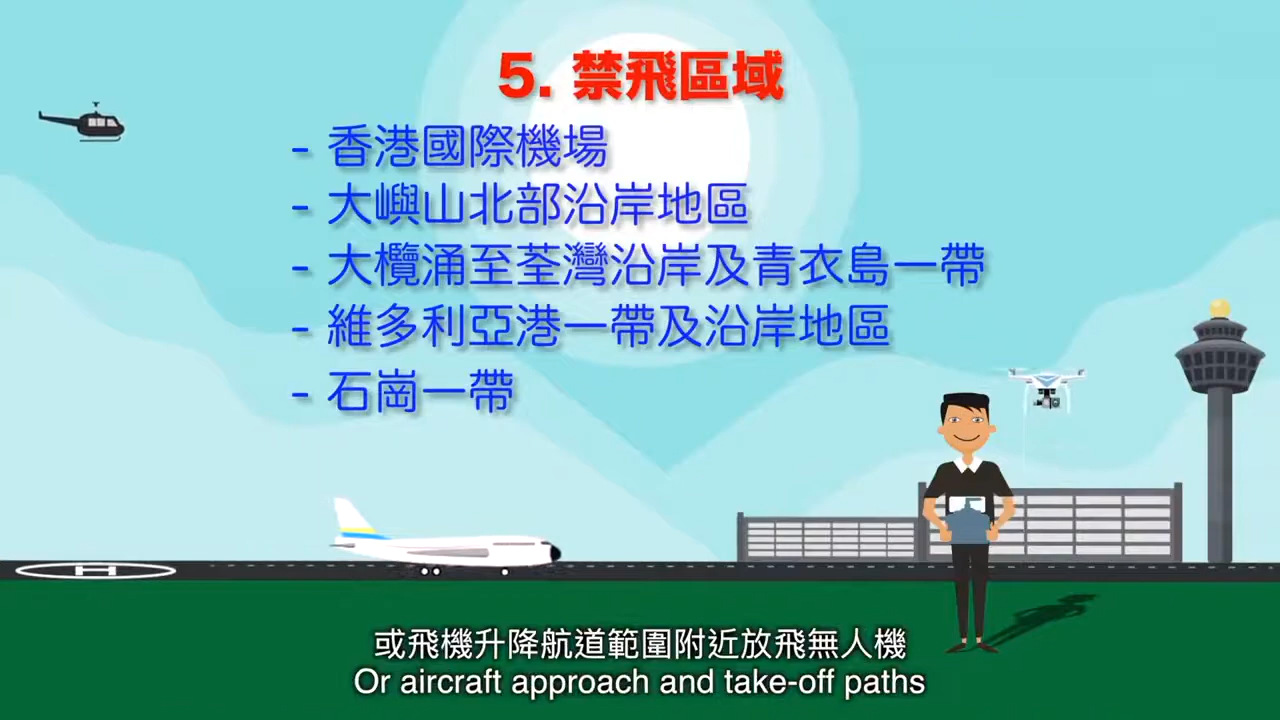 5. 禁飛區域
- 香港國際機場
- 大嶼山北部沿岸地區
- 大欖涌至荃灣沿岸及青衣島一帶
- 維多利亞港一帶及沿岸地區
- 石崗一帶
H
或飛機升降航道範圍附近放飛無人機
Or aircraft approach and take-off paths